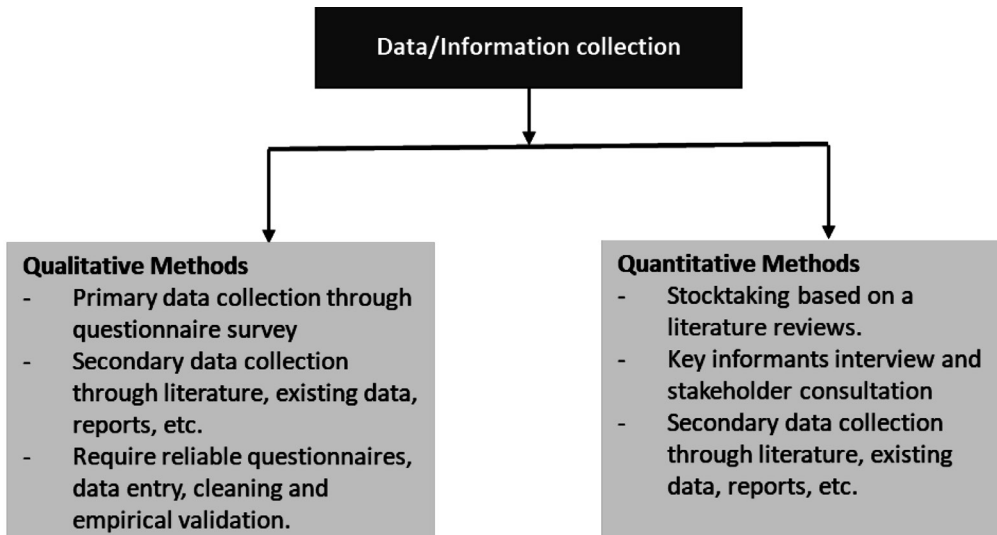 Data/Information collection
Qualitative Methods
- Primary data collection through
questionnaire survey
- Secondary data collection
through literature, existing data,
reports, etc.
- Require reliable questionnaires,
data entry, cleaning and
empirical validation.
Quantitative Methods
- Stocktaking based on a
literature reviews.
- Key informants interview and
stakeholder consultation
- Secondary data collection
through literature, existing
data, reports, etc.